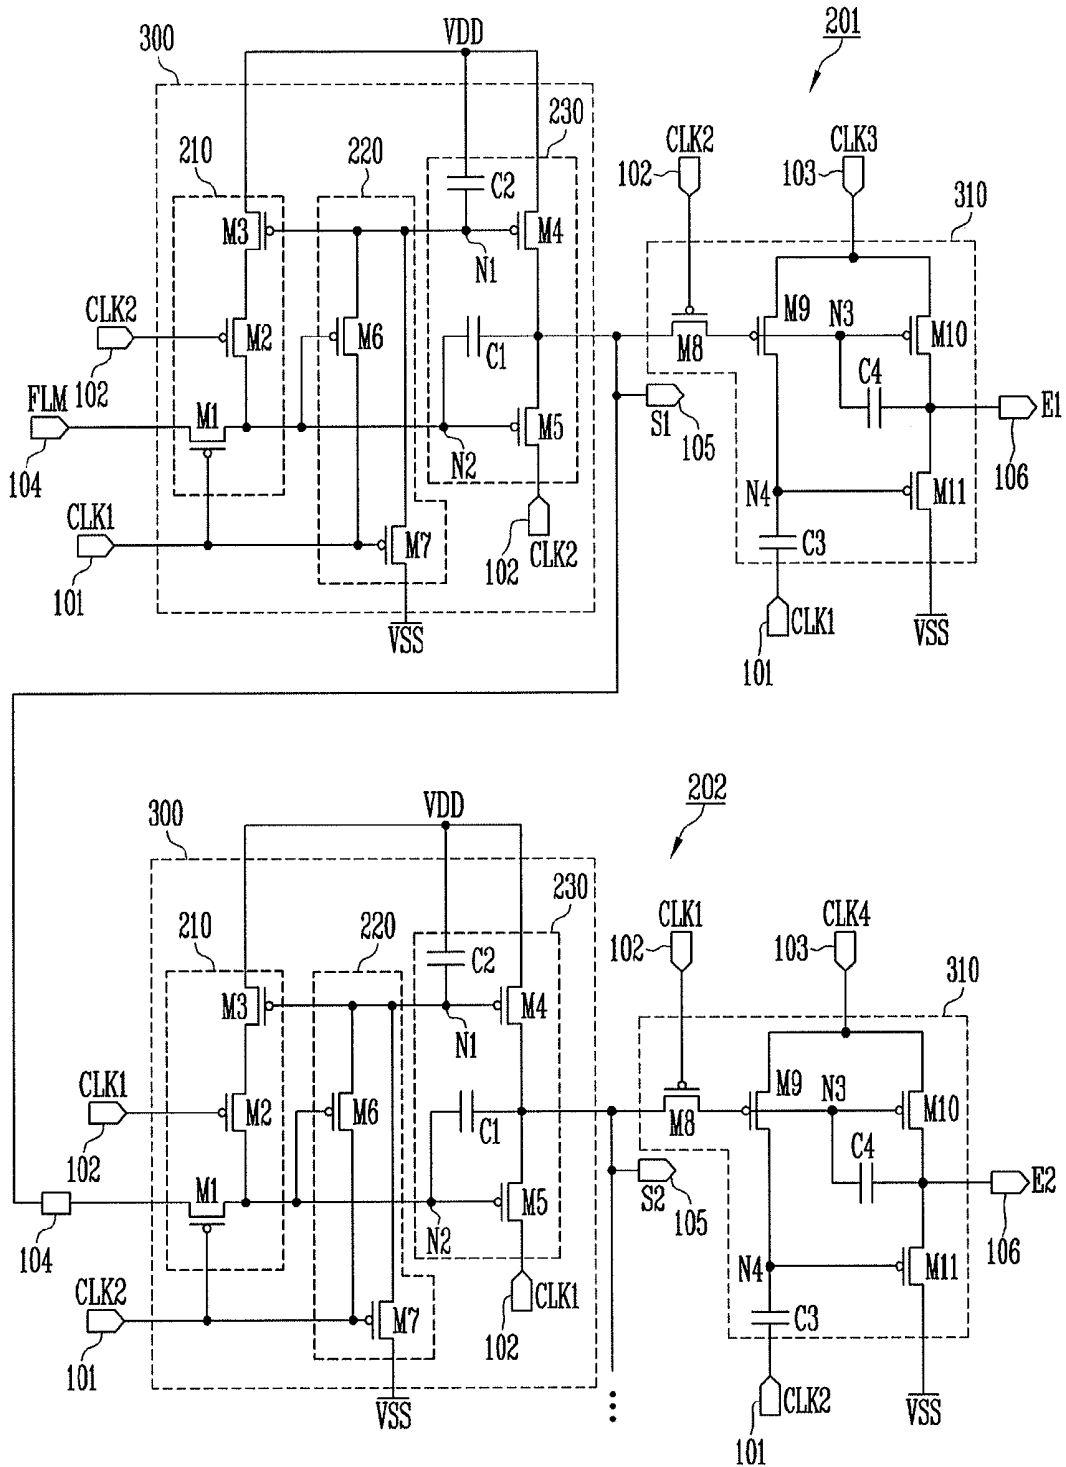 VDD
300
201
230
210
220
CLK2
CLK3
102
103
C2
310
M3
M4
N1
M9
N3
CLK2
M2
M6
C1
M8
M10
102
C4
FLM
M1
S1
E1
M5
105
104
N2
N4
M11
106
CLK1
M7
C3
102
CLK2
101
CLK1
VSS
VSS
101
202
VDD
300
230
CLK1
CLK4
210
220
102
103
C2
310
M3
M4
N1
M9
N3
CLK1
M2
M6
C1
M8
M10
C4
102
M1
S2
E2
M5
105
104
N2
N4
M11
106
CLK2
M7
CLK1
C3
102
101
CLK2
VSS
VSS
101